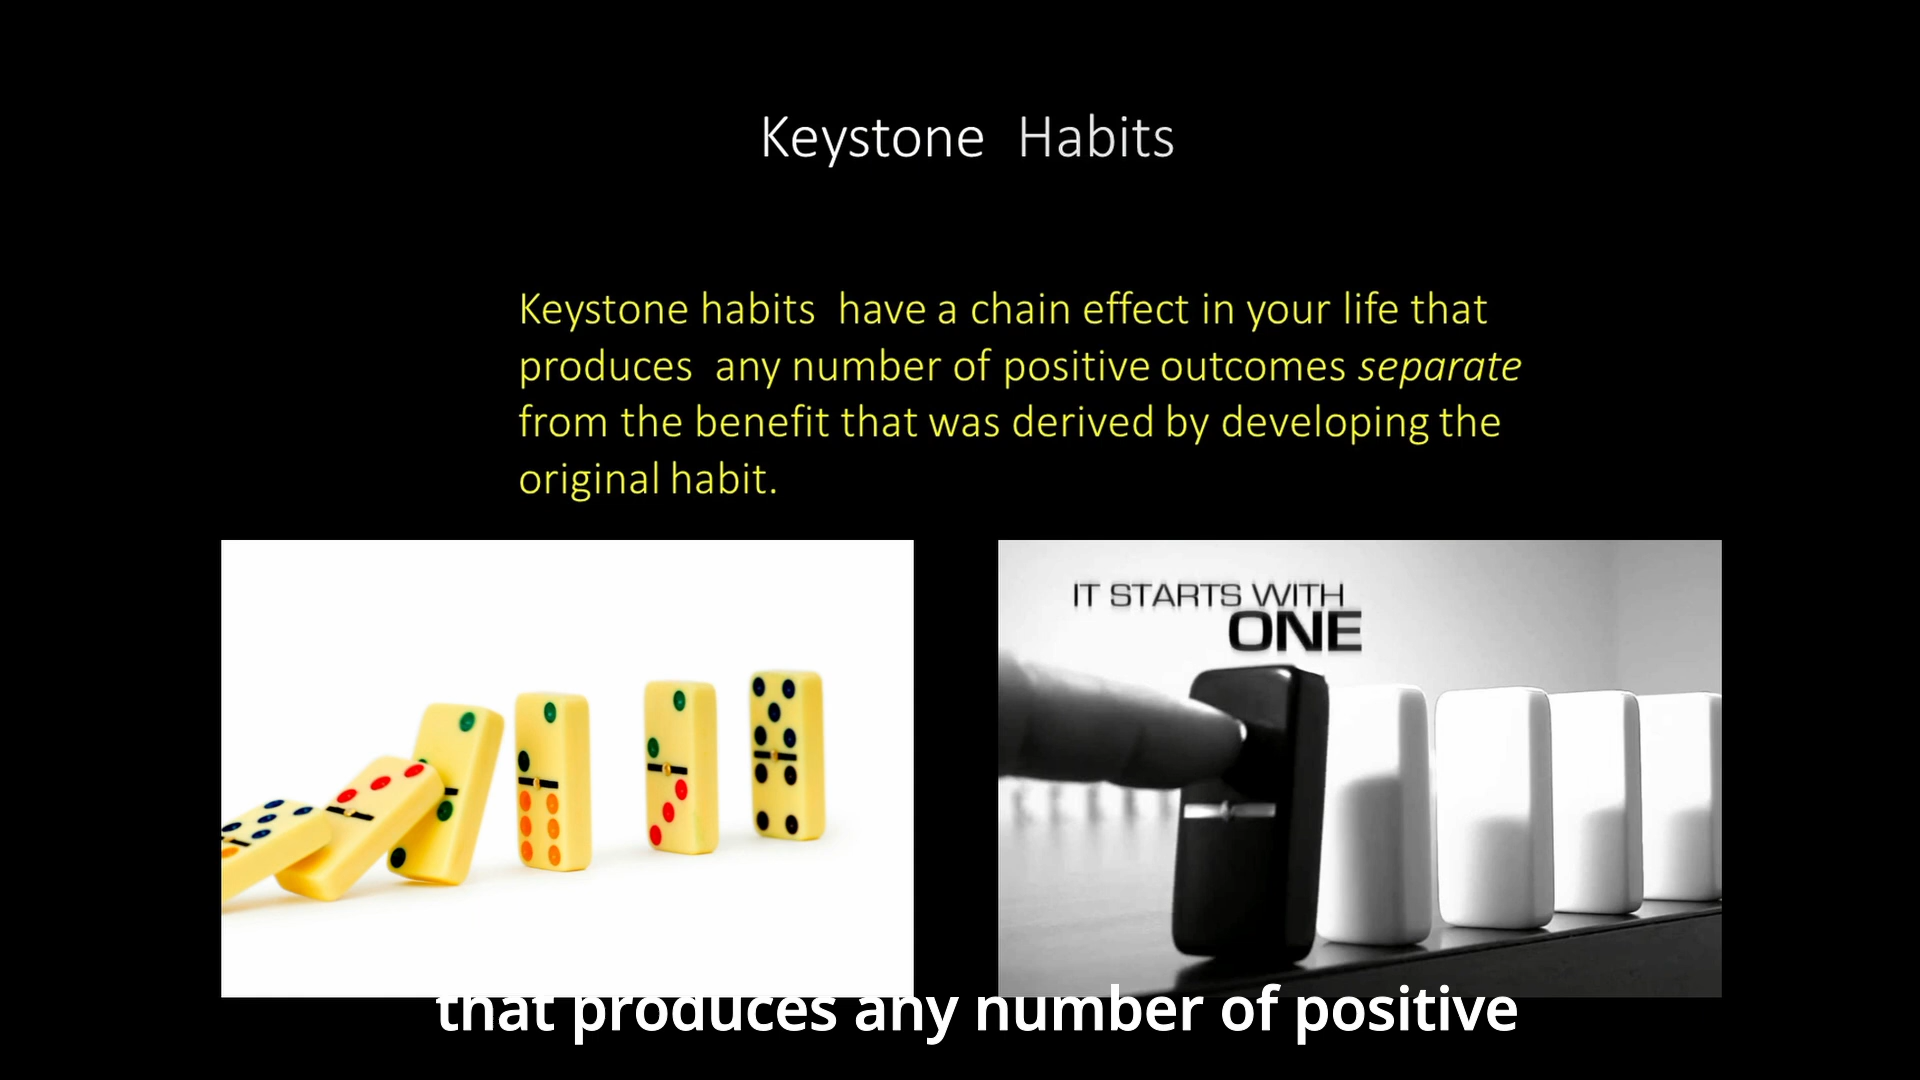 Keystone Habits
Keystone habits have a chain effect in your life that
produces any number of positive outcomes separate
from the benefit that was derived by developing the
original habit.
IT STARTS WITH
ONE
that produces any number of positive